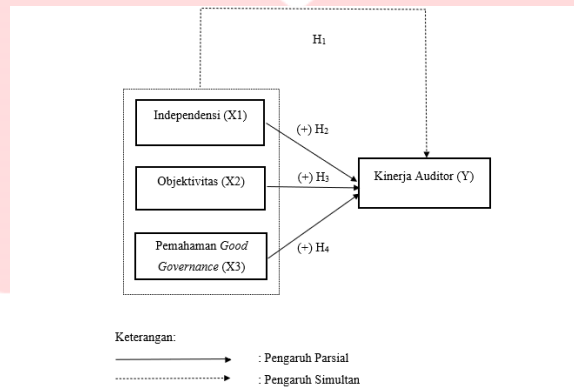 H1
Independensi (X1)
(+) H2
Objektivitas (X2)
(+) H3
Kinerja Auditor (Y)
Pemahaman Good
Governance (X3)
(+) H4
Keterangan:
: Pengaruh Parsial
: Pengaruh Simultan